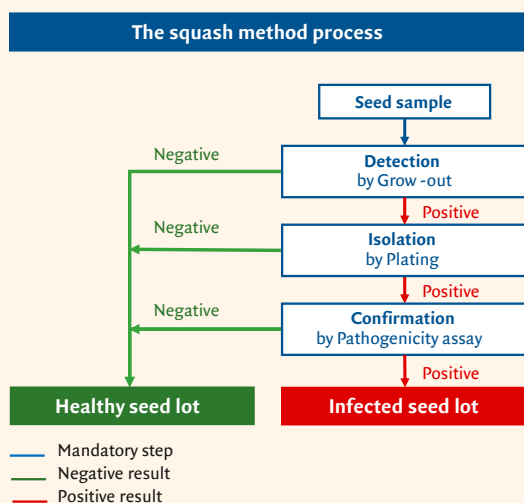 The squash method process
Seed sample
Negative
Detection
by Grow -out
Positive
Negative
Isolation
by Plating
Positive
Negative
Confirmation
by Pathogenicity assay
Positive
Healthy seed lot
Infected seed lot
Mandatory step
Negative result
Positive result